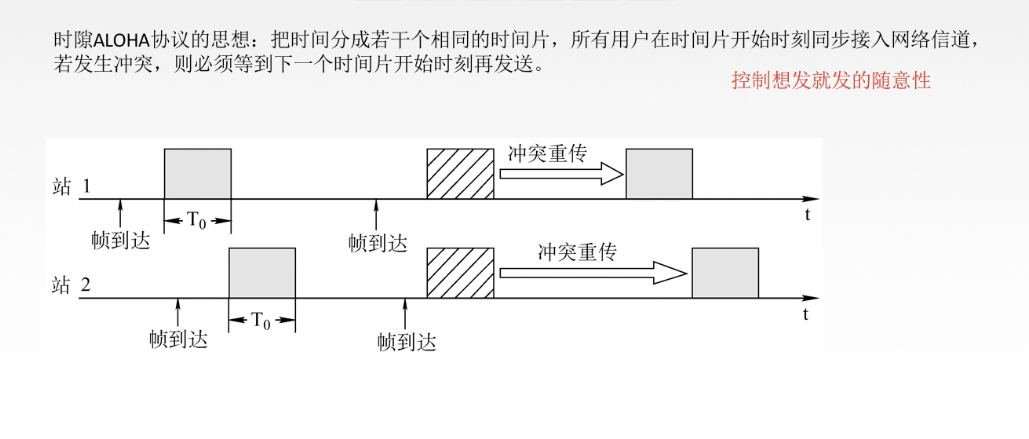 时隙ALOHA协议的思想：把时间分成若干个相同的时间片，所有用户在时间片开始时刻同步接入网络信道，
若发生冲突，则必须等到下一个时间片开始时刻再发送。
控制想发就发的随意性
冲突重传
站 1
T0
t
帧到达
帧到达
冲突重传
站 2
T0
t
帧到达
帧到达